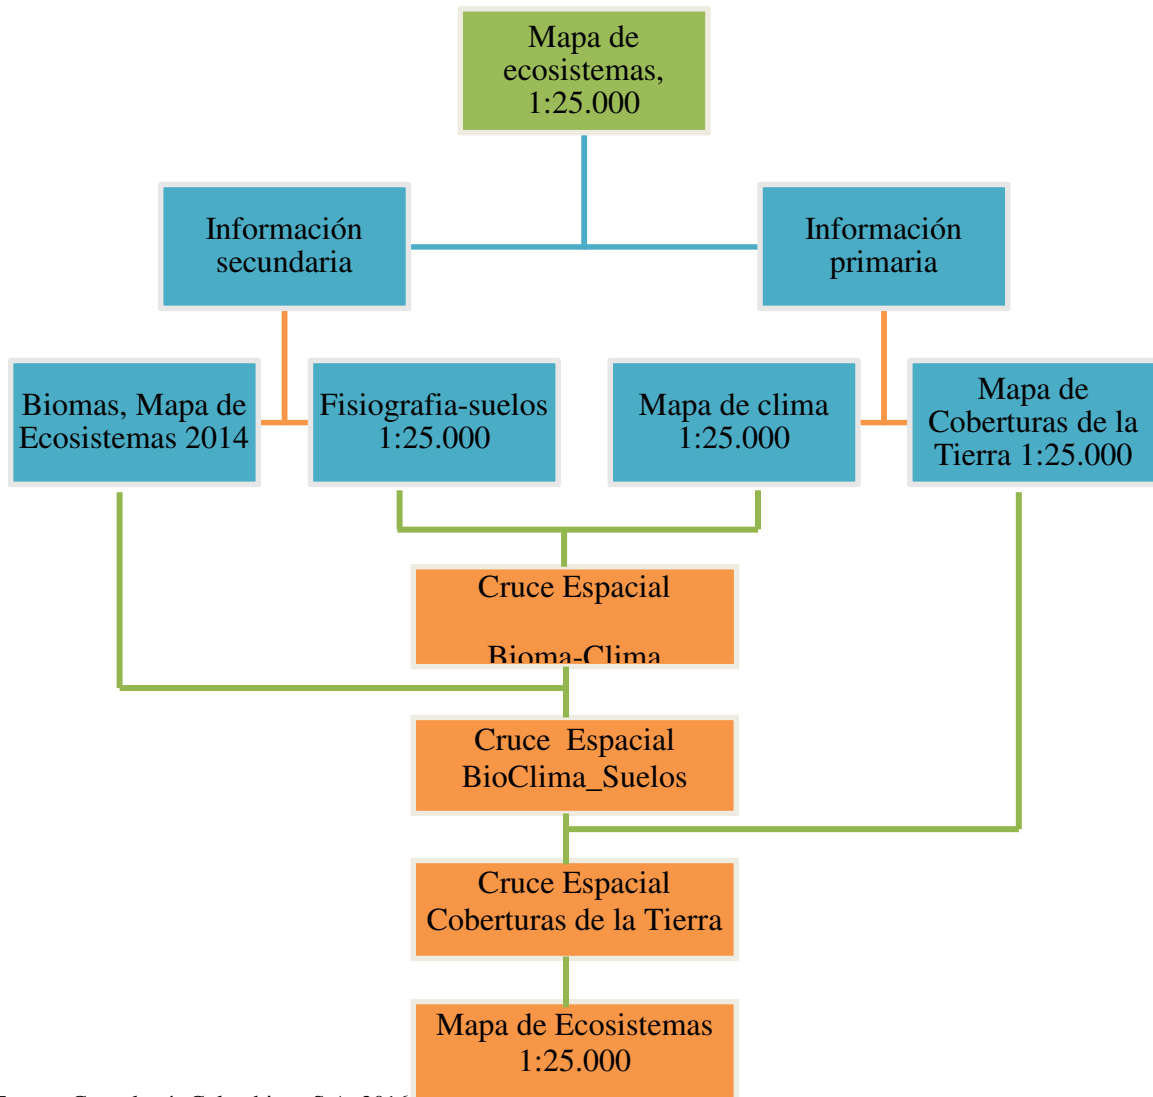 Mapa de
ecosistemas,
1:25.000
Información
secundaria
Información
primaria
Biomas, Mapa de
Ecosistemas 2014
Fisiografia-suelos
1:25.000
Mapa de clima
1:25.000
Mapa de
Coberturas de la
Tierra 1:25.000
Cruce Espacial
Bioma-Clima
Cruce Espacial
BioClima_Suelos
Cruce Espacial
Coberturas de la Tierra
Mapa de Ecosistemas
1:25.000